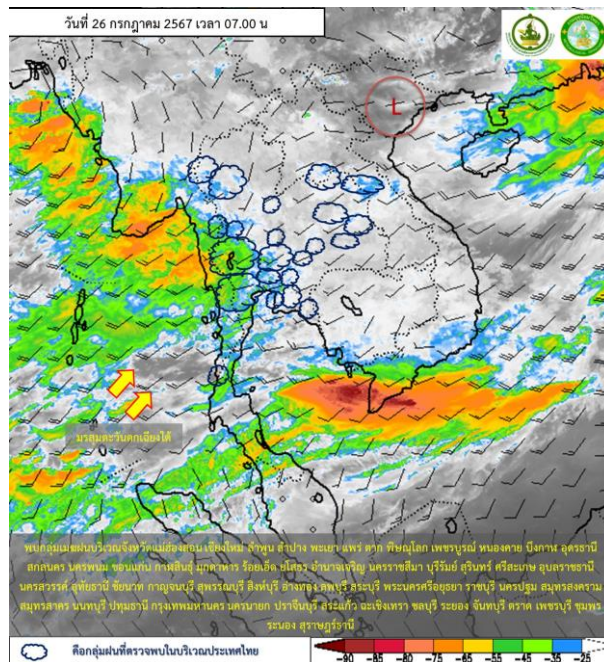 วันที่ 26 กรกฎาคม 2567 เวลา 07.00 น
L
มรสุมตะวันตกเฉียงใต้
พบกลุ่มเมฆฝนบริเวณจังหวัดแม่ฮ่องสอน เชียงใหม่ ลำพูน ลำปาง พะเยา แพร่ ตาก พิษณุโลก เพชรบูรณ์ หนองคาย บึงกาฬ อุดรธานี
สกลนคร นครพนม ขอนแก่น กาฬสินธุ์ มุกดาหาร ร้อยเอ็ด ยโสธร อำนาจเจริญ นครราชสีมา บุรีรัมย์ สุรินทร์ ศรีสะเกษ อุบลราชธานี
นครสวรรค์ อุทัยธานี ชัยนาท กาญจนบุรี สุพรรณบุรี สิงห์บุรี อ่างทอง ลพบุรี สระบุรี พระนครศรีอยุธยา ราชบุรี นครปฐม สมุทรสงคราม
สมุทรสาคร นนทบุรี ปทุมธานี กรุงเทพมหานคร นครนายก ปราจีนบุรี สระแก้ว ฉะเชิงเทรา ชลบุรี ระยอง จันทบุรี ตราด เพชรบุรี ชุมพร
ระนอง สุราษฎร์ธานี
คือกลุ่มฝนที่ตรวจพบในบริเวณประเทศไทย
-90 -85 -80 -75 -65 -55 -45 -35 -25